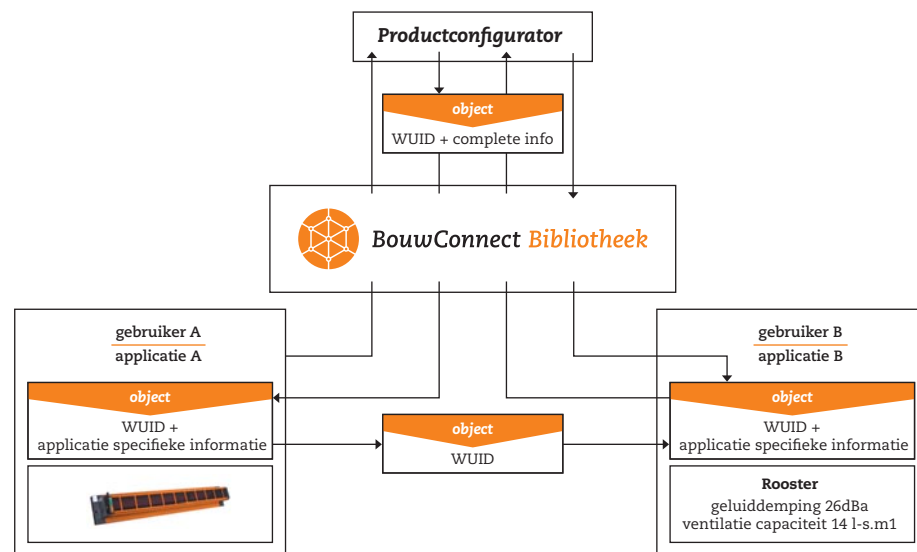 Productconfigurator
object
WUID + complete info
BouwConnect Bibliotheek
gebruiker A
applicatie A
object
WUID +
applicatie specifieke informatie
object
WUID
gebruiker B
applicatie B
object
WUID +
applicatie specifieke informatie
Rooster
geluiddemping 26dBa
ventilatie capaciteit 14 l-s.m1